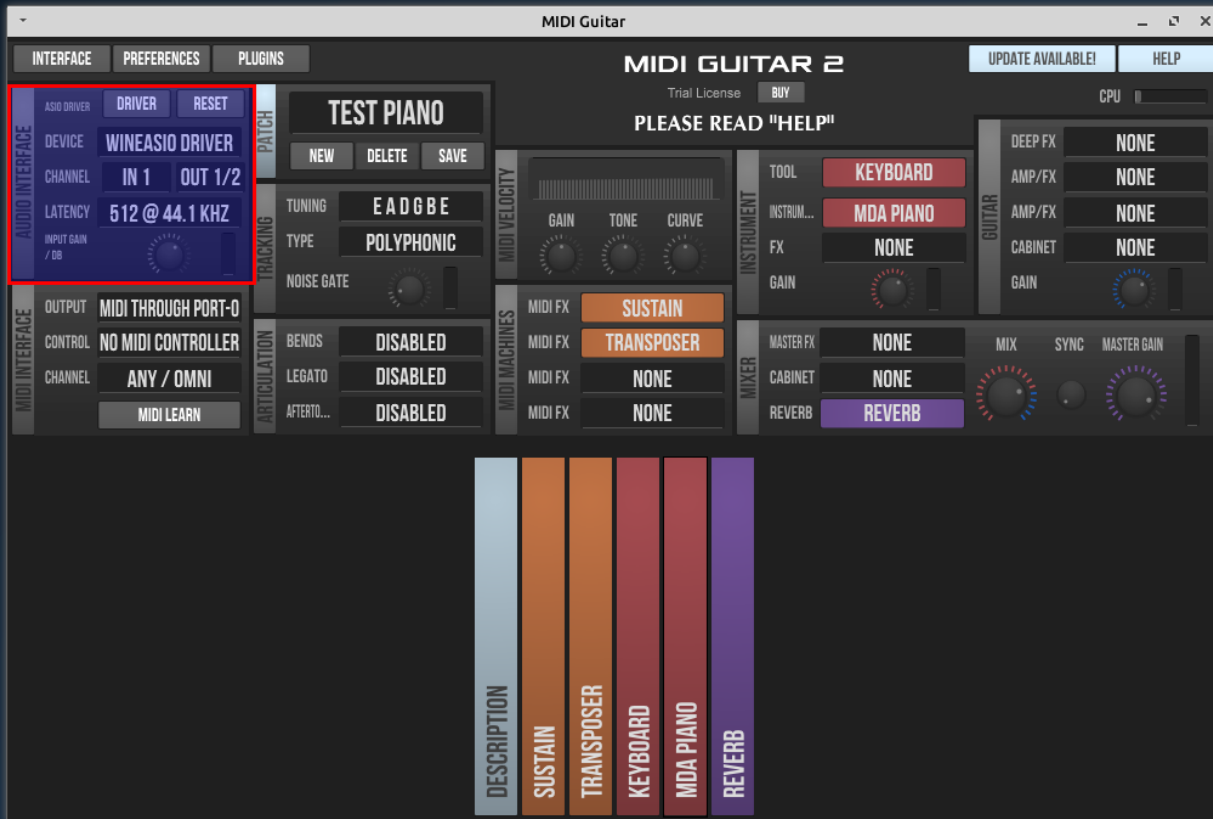 MIDI Guitar
INTERFACE PREFERENCES PLUGINS
MIDI GUITAR 2
UPDATE AVAILABLE! HELP
Trial License BUY
CPU
PLEASE READ "HELP"
AUDIO INTERFACE
ASIO DRIVER DRIVER RESET
DEVICE WINEASIO DRIVER
CHANNEL IN 1 OUT 1/2
LATENCY 512 @ 44.1 KHZ
INPUT GAIN
/ DB
MIDI INTERFACE
OUTPUT MIDI THROUGH PORT-0
CONTROL NO MIDI CONTROLLER
CHANNEL ANY / OMNI
MIDI LEARN
PATCH
TEST PIANO
NEW DELETE SAVE
TRACKING
TUNING E A D G B E
TYPE POLYPHONIC
NOISE GATE
ARTICULATION
BENDS DISABLED
LEGATO DISABLED
AFTERTO... DISABLED
MIDI VELOCITY
GAIN TONE CURVE
MIDI MACHINES
MIDI FX SUSTAIN
MIDI FX TRANSPOSER
MIDI FX NONE
MIDI FX NONE
INSTRUMENT
TOOL KEYBOARD
INSTRUM... MDA PIANO
FX NONE
GAIN
GUITAR
DEEP FX NONE
AMP/FX NONE
AMP/FX NONE
CABINET NONE
GAIN
MIXER
MASTER FX NONE
CABINET NONE
REVERB REVERB
MIX SYNC MASTER GAIN
DESCRIPTION
SUSTAIN
TRANSPOSER
KEYBOARD
MDA PIANO
REVERB